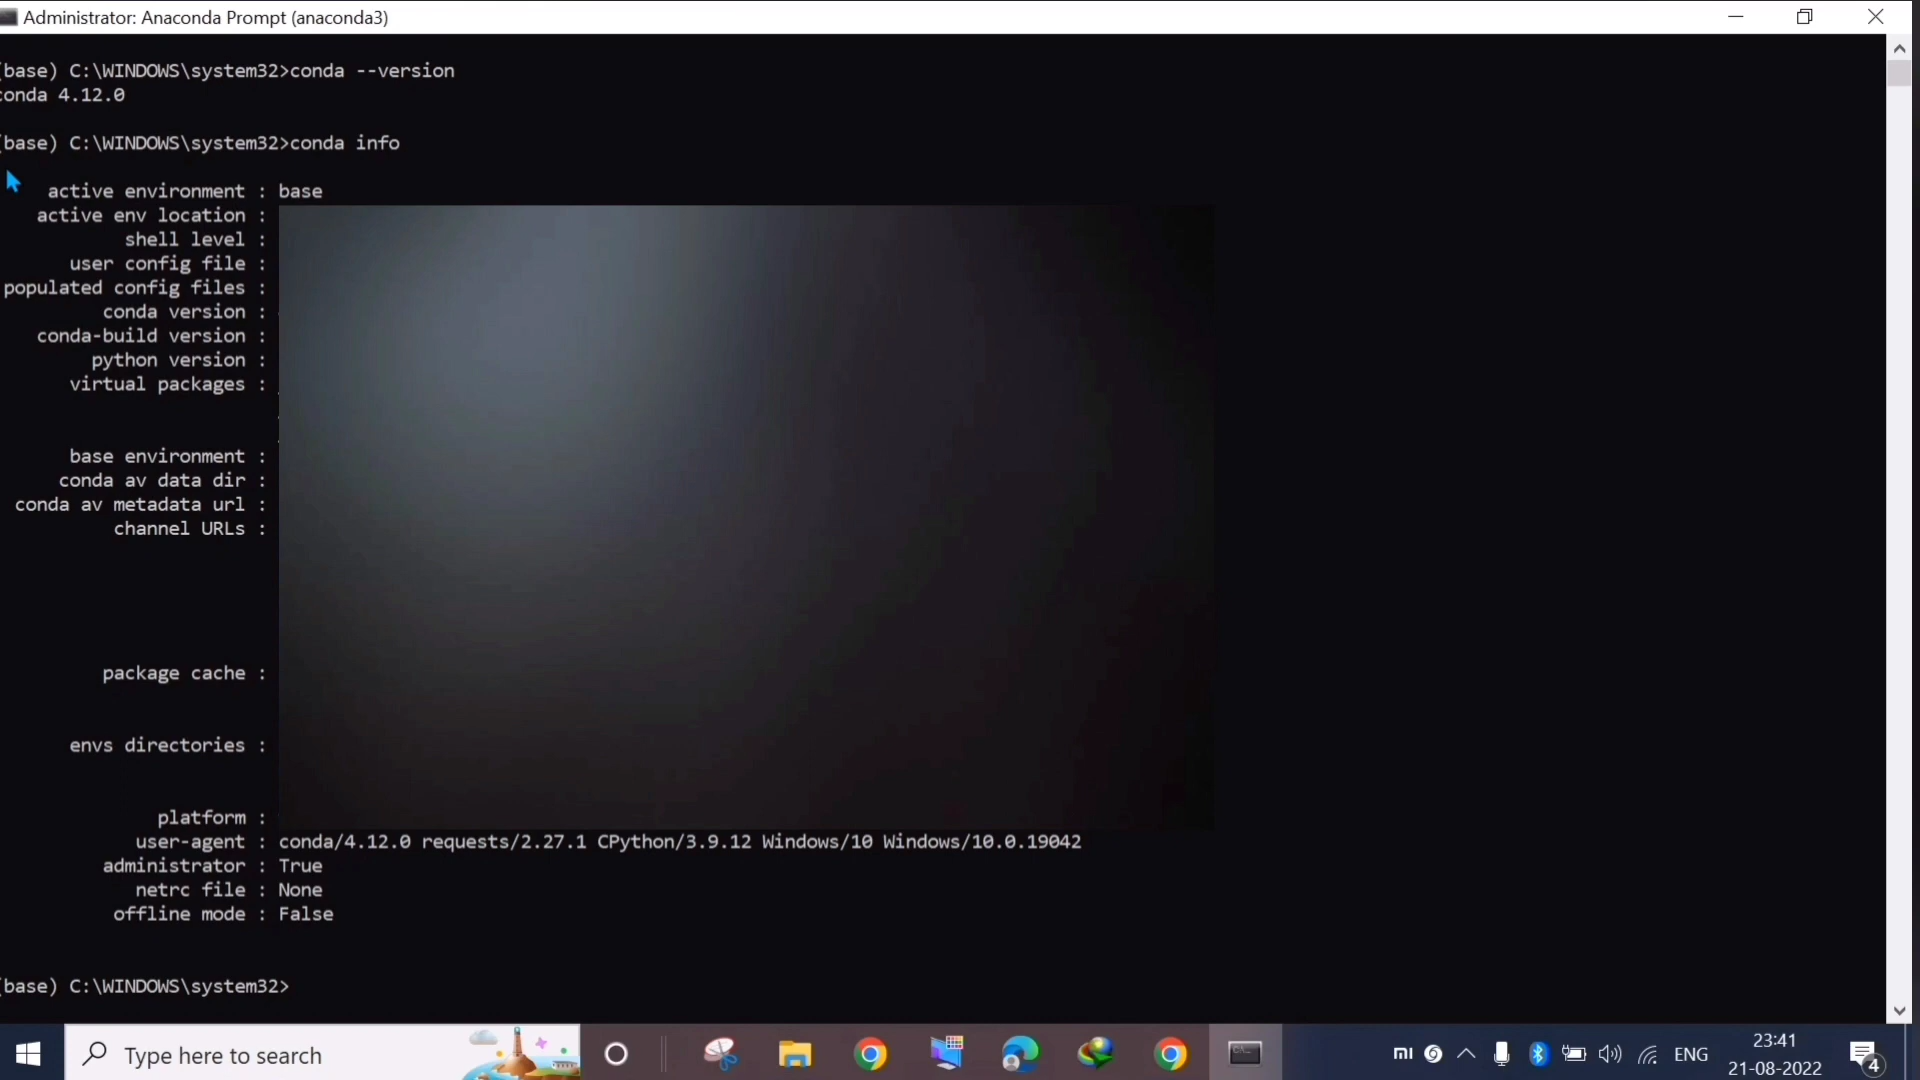 Administrator: Anaconda Prompt (anaconda3)
(base) C:\WINDOWS\system32>conda --version
conda 4.12.0
(base) C:\WINDOWS\system32>conda info
active environment : base
active env location :
shell level :
user config file :
populated config files :
conda version :
conda-build version :
python version :
virtual packages :
base environment :
conda av data dir :
conda av metadata url :
channel URLs :
package cache :
envs directories :
platform :
user-agent : conda/4.12.0 requests/2.27.1 CPython/3.9.12 Windows/10 Windows/10.0.19042
administrator : True
netrc file : None
offline mode : False
(base) C:\WINDOWS\system32>
Type here to search
mi
ENG
23:41
21-08-2022
4